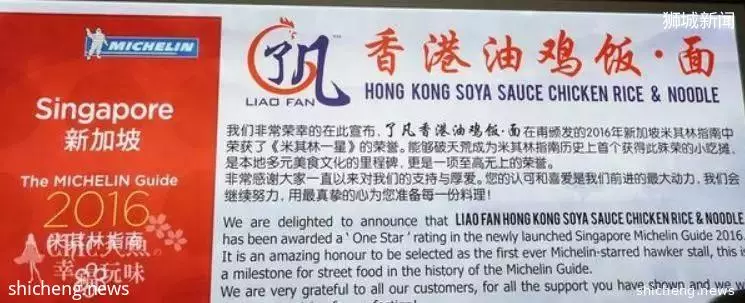 狮城新闻
MICHELIN
Singapore
新加坡
The MICHELIN Guide
2016
米其林指南
了凡
LIAO FAN
TM
香港油鸡饭·面
HONG KONG SOYA SAUCE CHICKEN RICE & NOODLE
我们非常荣幸的在此宣布,了凡香港油鸡饭·面在甫颁发的2016年新加坡米其林指南中
荣获了《米其林一星》的荣誉。能够破天荒成为米其林指南历史上首个获得此殊荣的小吃摊,
是本地多元美食文化的里程碑,更是一项至高无上的荣誉。
非常感谢大家一直以来对我们的支持与厚爱。您的认可和喜爱是我们前进的最大动力,我们会
继续努力,用最真挚的心为您准备每一份料理!
We are delighted to announce that LIAO FAN HONG KONG SOYA SAUCE CHICKEN RICE & NOODLE
has been awarded a ' One Star ' rating in the newly launched Singapore Michelin Guide 2016.
It is an amazing honour to be selected as the first ever Michelin-starred hawker stall, this is
a milestone for street food in the history of the Michelin Guide.
We are very grateful to all our customers, for all the support you have shown and we w
shicheng.news
shicheng.news